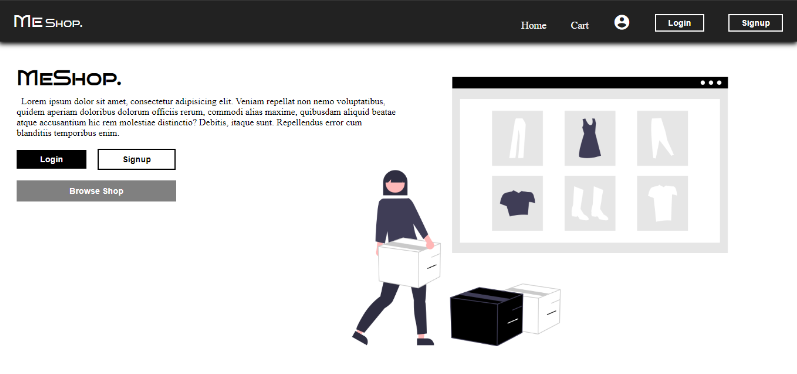 ME SHOP.
Home
Cart
Login
Signup
MESHOP.
Lorem ipsum dolor sit amet, consectetur adipisicing elit. Veniam repellat non nemo voluptatibus,
quidem aperiam doloribus dolorum officiis rerum, commodi alias maxime, quibusdam aliquid beatae
atque accusantium hic rem molestiae distinctio? Debitis, itaque sunt. Repellendus error cum
blanditiis temporibus enim.
Login
Signup
Browse Shop